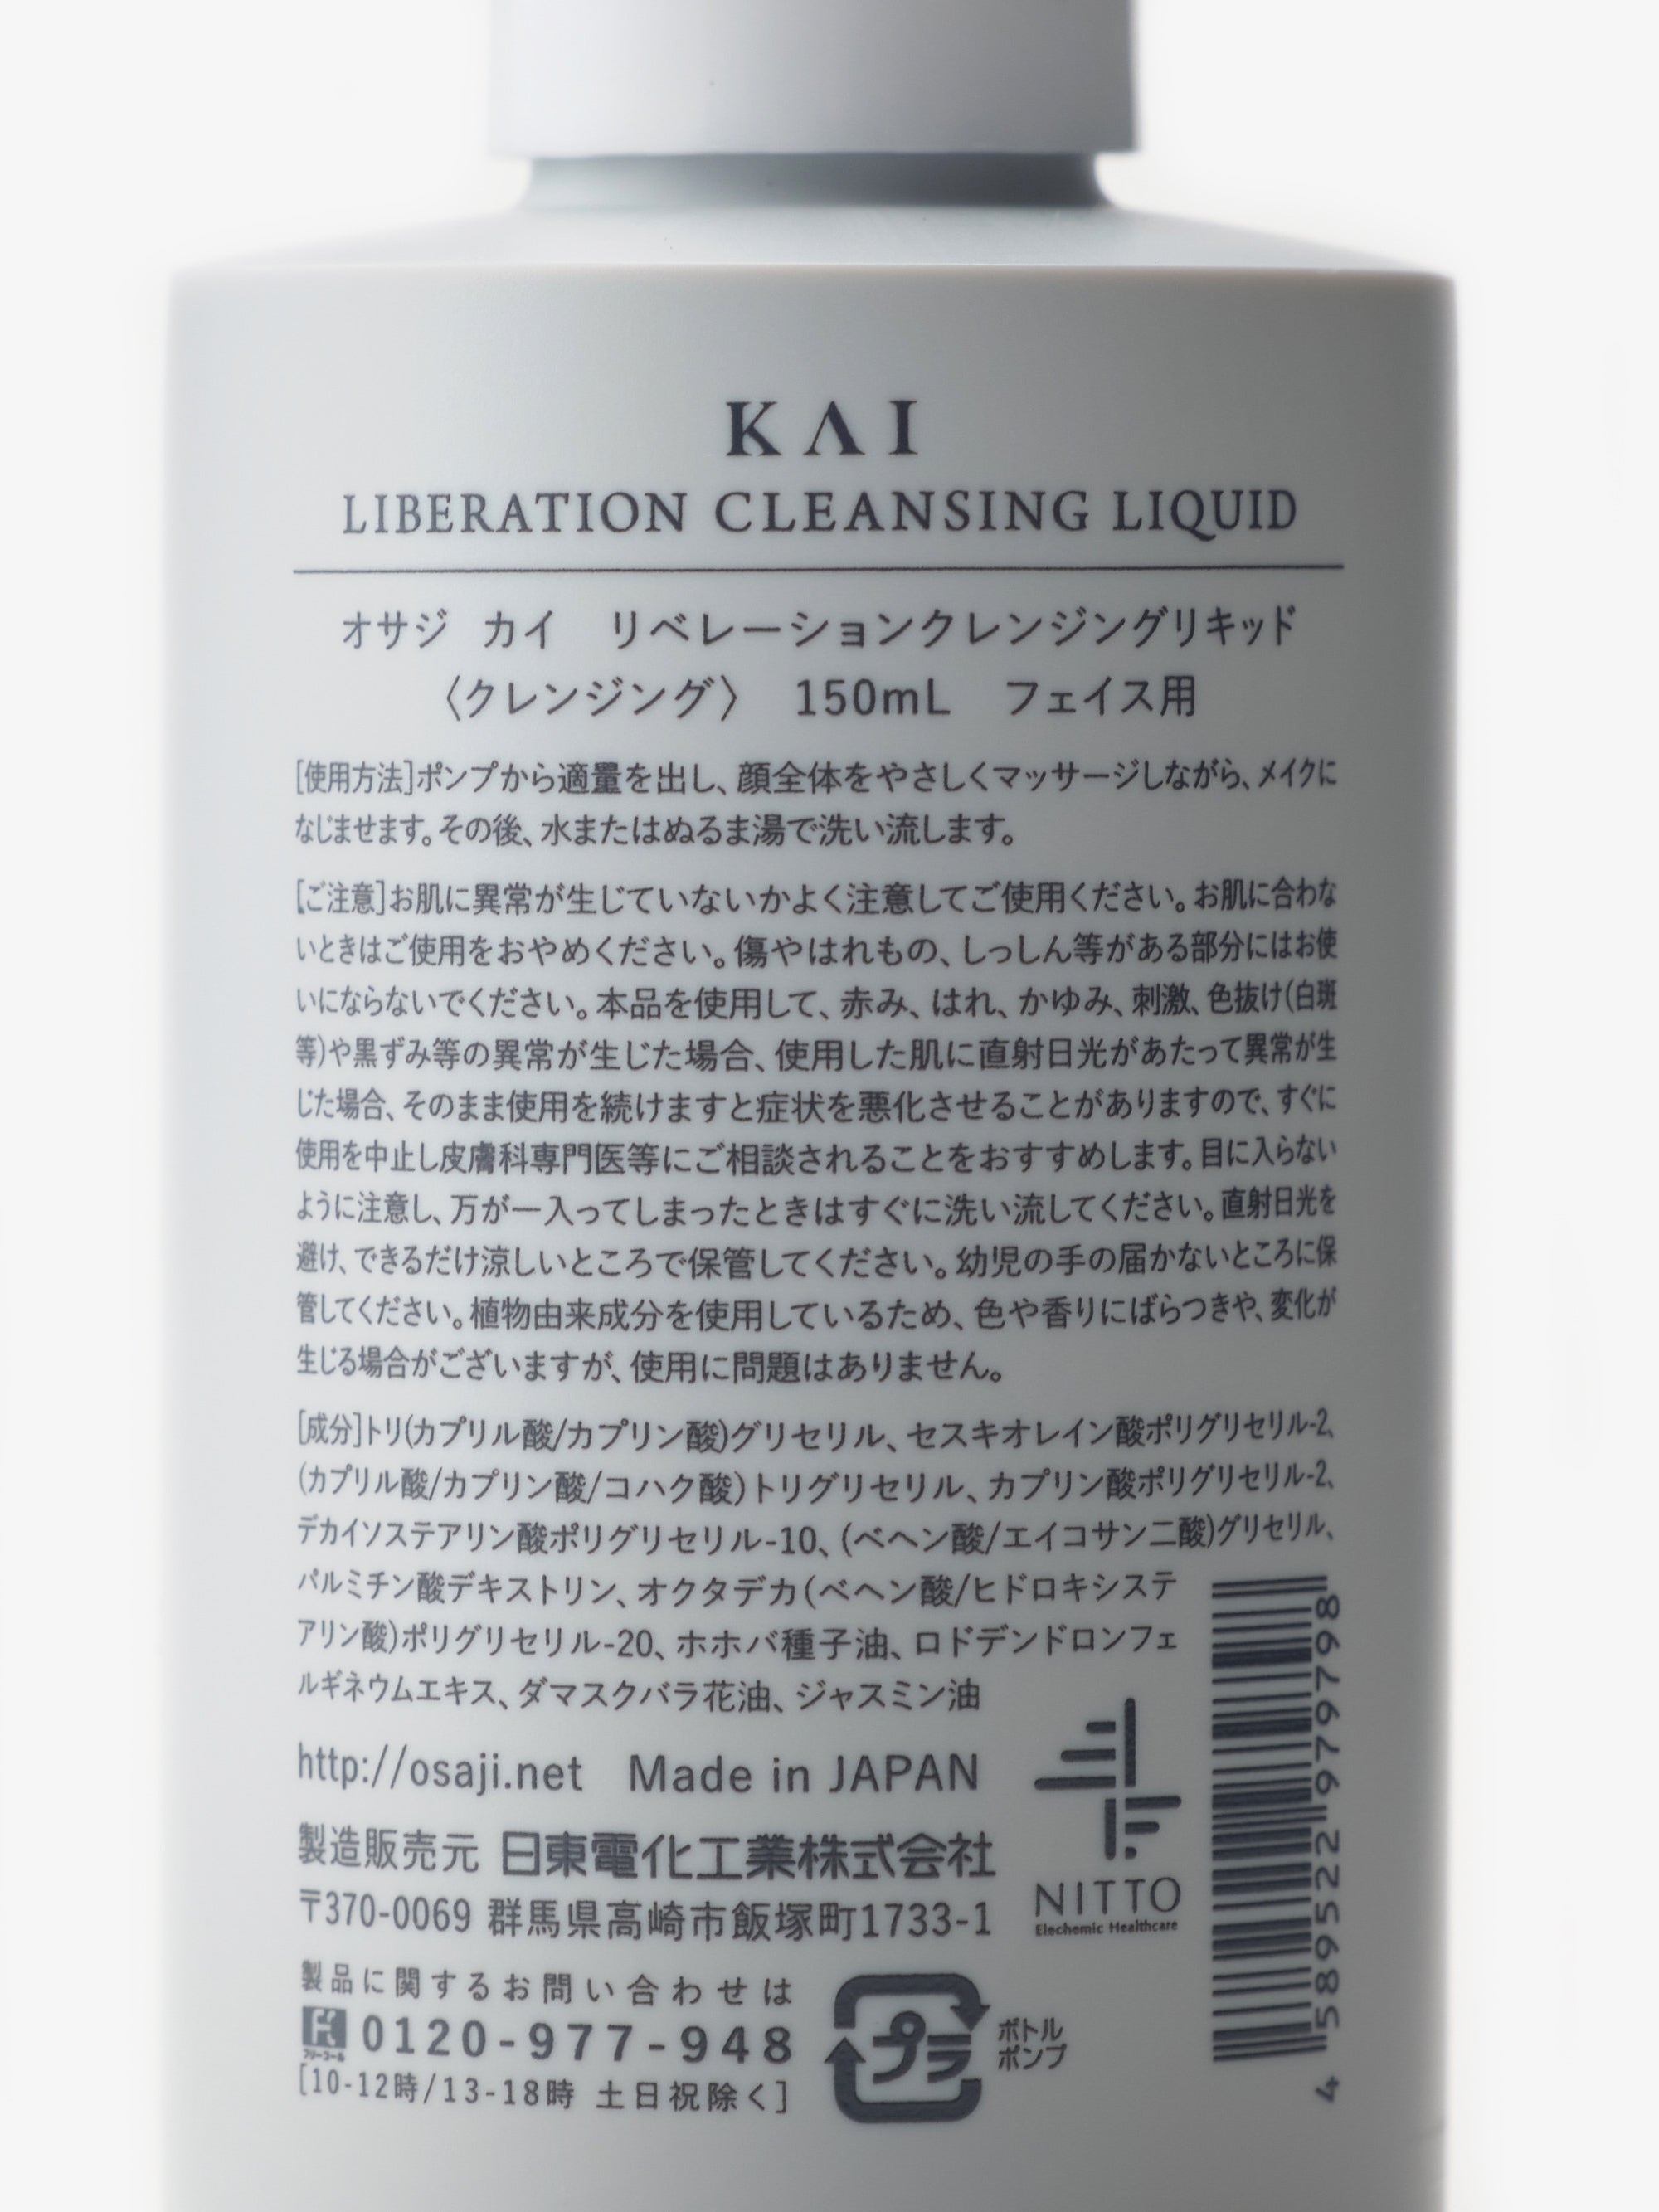 KΛI
LIBERATION CLEANSING LIQUID
オサジ カイ リベレーションクレンジングリキッド
〈クレンジング〉 150mL フェイス用
[使用方法]ポンプから適量を出し、顔全体をやさしくマッサージしながら、メイクに
なじませます。その後、水またはぬるま湯で洗い流します。
[ご注意]お肌に異常が生じていないかよく注意してご使用ください。お肌に合わな
いときはご使用をおやめください。傷やはれもの、しっしん等がある部分にはお使
いにならないでください。本品を使用して、赤み、はれ、かゆみ、刺激、色抜け(白斑
等)や黒ずみ等の異常が生じた場合、使用した肌に直射日光があたって異常が生
じた場合、そのまま使用を続けますと症状を悪化させることがありますので、すぐに
使用を中止し皮膚科専門医等にご相談されることをおすすめします。目に入らない
ように注意し、万が一入ってしまったときはすぐに洗い流してください。直射日光を
避け、できるだけ涼しいところで保管してください。幼児の手の届かないところに保
管してください。植物由来成分を使用しているため、色や香りにばらつきや、変化が
生じる場合がございますが、使用に問題はありません。
[成分]トリ(カプリル酸/カプリン酸)グリセリル、セスキオレイン酸ポリグリセリル-2、
(カプリル酸/カプリン酸/コハク酸)トリグリセリル、カプリン酸ポリグリセリル-2、
デカイソステアリン酸ポリグリセリル-10、(ベヘン酸/エイコサン二酸)グリセリル、
パルミチン酸デキストリン、オクタデカ(ベヘン酸/ヒドロキシステ
アリン酸)ポリグリセリル-20、ホホバ種子油、ロドデンドロンフェ
ルギネウムエキス、ダマスクバラ花油、ジャスミン油
http://osaji.net Made in JAPAN
製造販売元 日東電化工業株式会社
〒370-0069 群馬県高崎市飯塚町1733-1
製品に関するお問い合わせは
フリーコール 0120-977-948
[10-12時/13-18時 土日祝除く]
プラ
ボトル
ポンプ
NITTO
Elechemic Healthcare
4 589522 979798